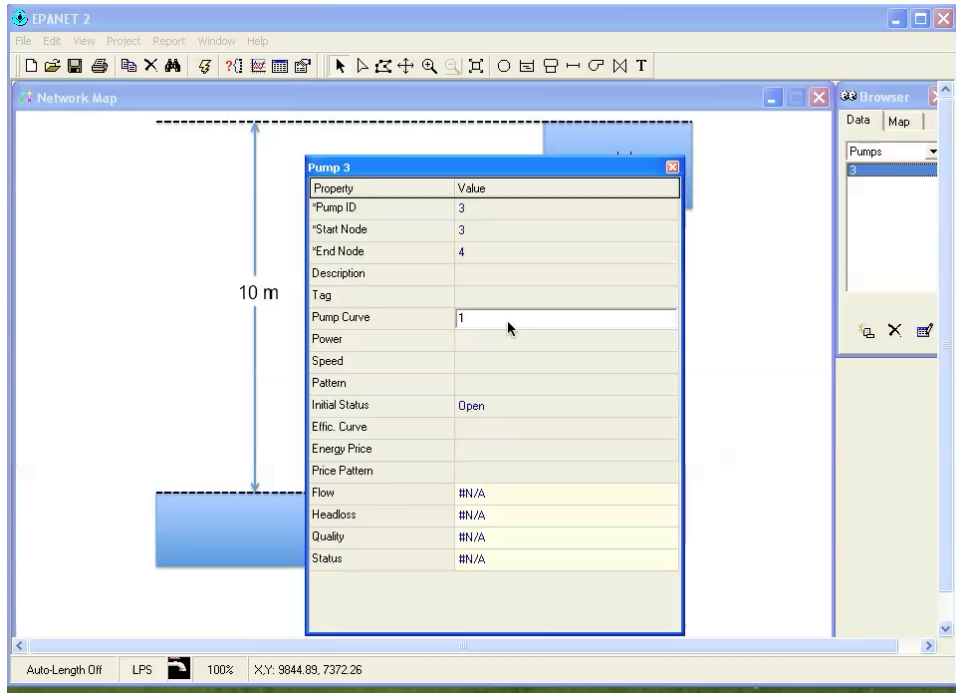 EPANET 2
File Edit View Project Report Window Help
T
Network Map
Browser
Data Map
Pumps
3
10 m
Pump 3
Property Value
*Pump ID 3
*Start Node 3
*End Node 4
Description
Tag
Pump Curve 1
Power
Speed
Pattern
Initial Status Open
Effic. Curve
Energy Price
Price Pattern
Flow #N/A
Headloss #N/A
Quality #N/A
Status #N/A
Auto-Length Off LPS 100% X,Y: 9844.89, 7372.26